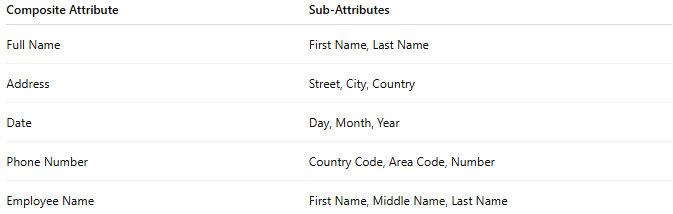 Composite Attribute Sub-Attributes
Full Name First Name, Last Name
Address Street, City, Country
Date Day, Month, Year
Phone Number Country Code, Area Code, Number
Employee Name First Name, Middle Name, Last Name